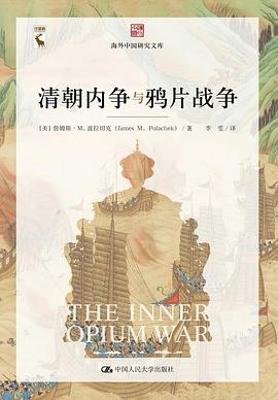 海外中国研究文库
清朝内争与鸦片战争
[美] 詹姆斯·M. 波拉切克 (James M. Polachek) / 著 李雯 / 译
THE INNER
OPIUM WAR
中国人民大学出版社